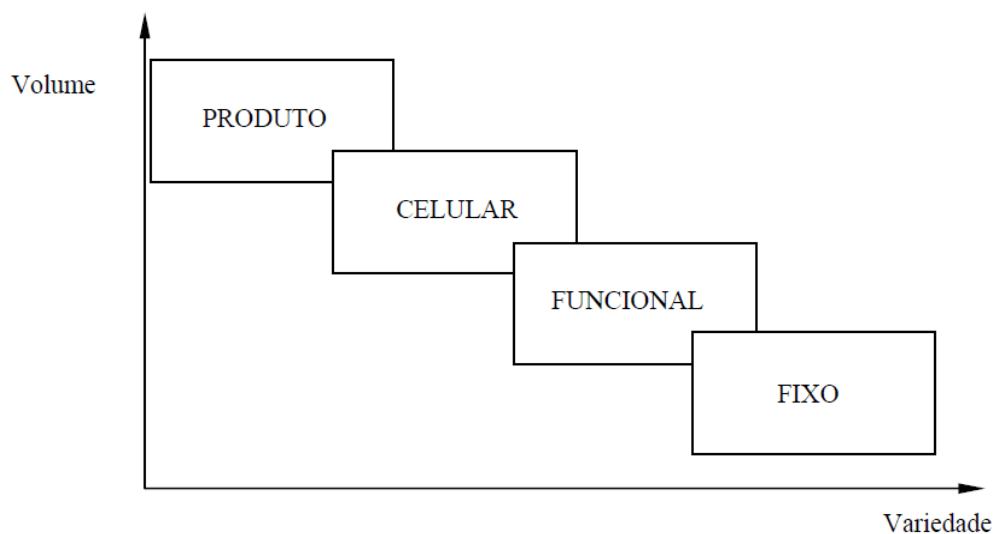 Volume
PRODUTO
CELULAR
FUNCIONAL
FIXO
Variedade